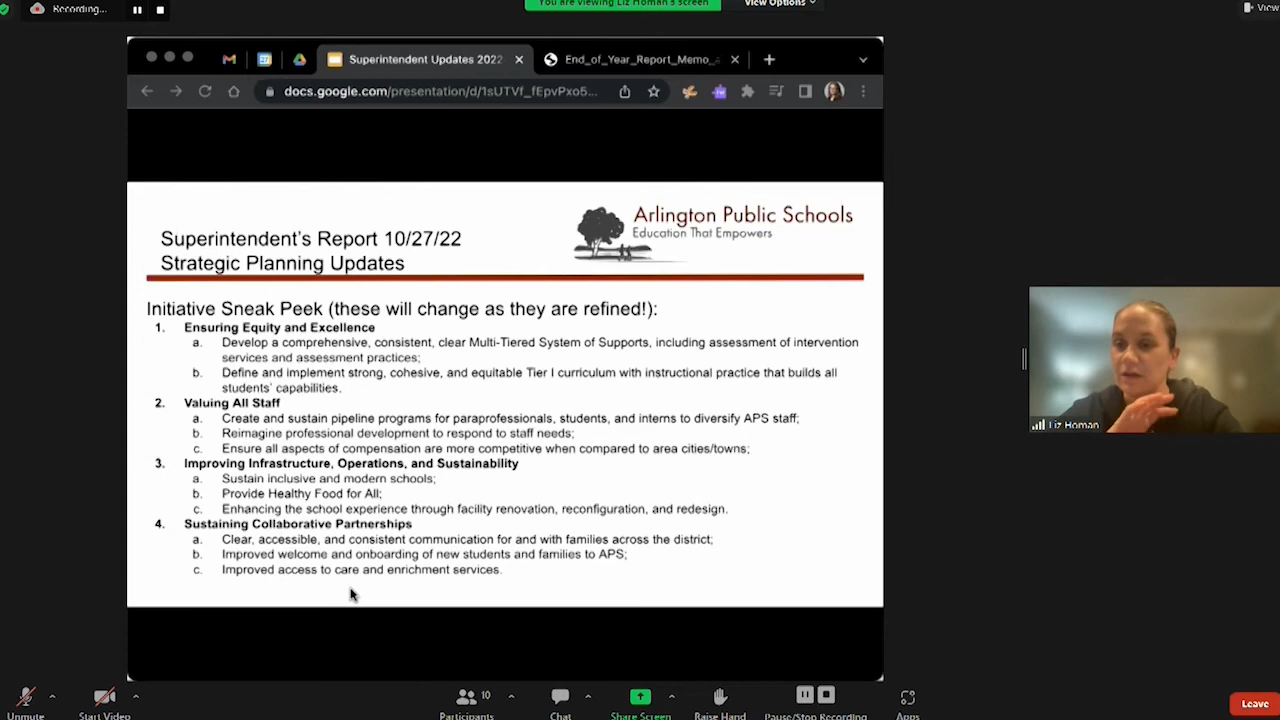 Recording...
You are viewing Liz Homan's screen
View Options
View
Superintendent Updates 2022
End_of_Year_Report_Memo_
docs.google.com/presentation/d/1sUTVf_fEpvPxo5...
Arlington Public Schools
Education That Empowers
Superintendent's Report 10/27/22
Strategic Planning Updates
Initiative Sneak Peek (these will change as they are refined!):
1. Ensuring Equity and Excellence
a. Develop a comprehensive, consistent, clear Multi-Tiered System of Supports, including assessment of intervention
services and assessment practices;
b. Define and implement strong, cohesive, and equitable Tier I curriculum with instructional practice that builds all
students' capabilities.
2. Valuing All Staff
a. Create and sustain pipeline programs for paraprofessionals, students, and interns to diversify APS staff;
b. Reimagine professional development to respond to staff needs;
c. Ensure all aspects of compensation are more competitive when compared to area cities/towns;
3. Improving Infrastructure, Operations, and Sustainability
a. Sustain inclusive and modern schools;
b. Provide Healthy Food for All;
c. Enhancing the school experience through facility renovation, reconfiguration, and redesign.
4. Sustaining Collaborative Partnerships
a. Clear, accessible, and consistent communication for and with families across the district;
b. Improved welcome and onboarding of new students and families to APS;
c. Improved access to care and enrichment services.
Liz Homan
Unmute
Start Video
Participants
10
Chat
Share Screen
Raise Hand
Pause/Stop Recording
Apps
Leave